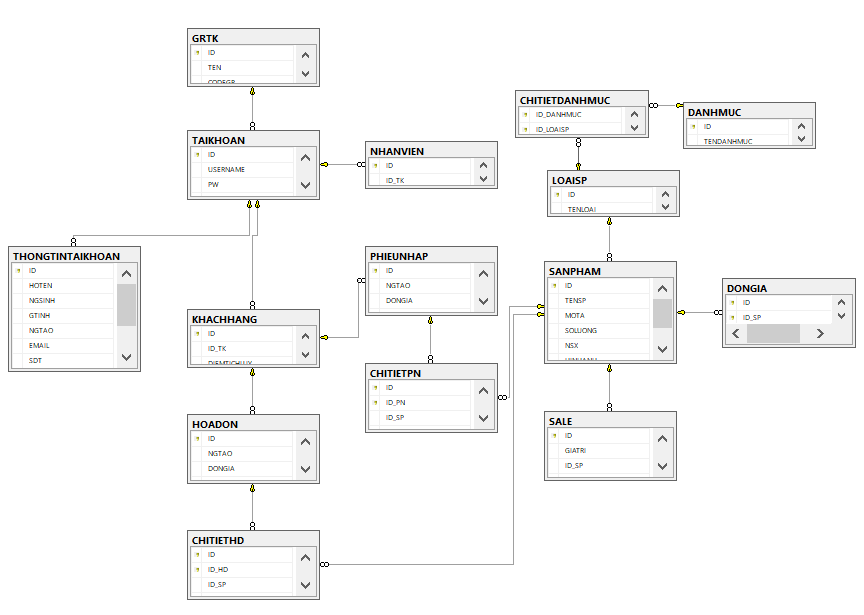 GRTK
ID
TEN
CODEGR
TAIKHOAN
ID
USERNAME
PW
NHANVIEN
ID
ID_TK
CHITIETDANHMUC
ID_DANHMUC
ID_LOAISP
DANHMUC
ID
TENDANHMUC
LOAISP
ID
TENLOAI
THONGTINTAIKHOAN
ID
HOTEN
NGSINH
GTINH
NGTAO
EMAIL
SDT
PHIEUNHAP
ID
NGTAO
DONGIA
SANPHAM
ID
TENSP
MOTA
SOLUONG
NSX
DONGIA
ID
ID_SP
KHACHHANG
ID
ID_TK
DIEMTICHLUY
CHITIETPN
ID
ID_PN
ID_SP
HOADON
ID
NGTAO
DONGIA
SALE
ID
GIATRI
ID_SP
CHITIETHD
ID
ID_HD
ID_SP